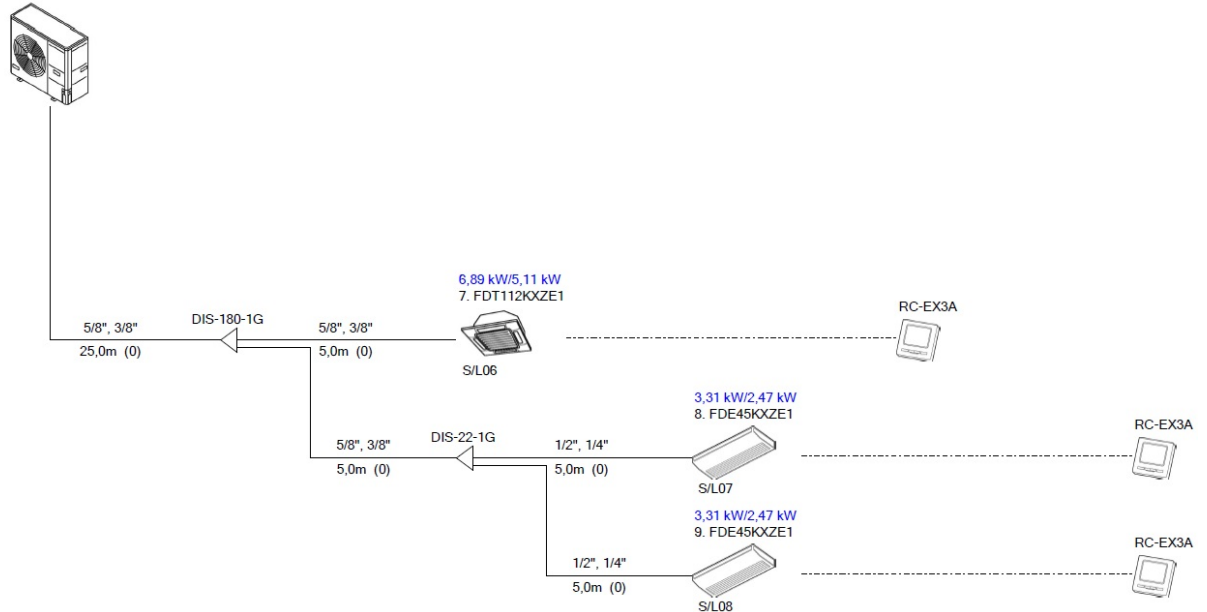 6,89 kW/5,11 kW
7. FDT112KXZE1
RC-EX3A
5/8", 3/8"
DIS-180-1G
5/8", 3/8"
25,0m (0)
5,0m (0)
S/L06
3,31 kW/2,47 kW
8. FDE45KXZE1
RC-EX3A
5/8", 3/8"
DIS-22-1G
1/2", 1/4"
5,0m (0)
5,0m (0)
S/L07
3,31 kW/2,47 kW
9. FDE45KXZE1
RC-EX3A
1/2", 1/4"
5,0m (0)
S/L08